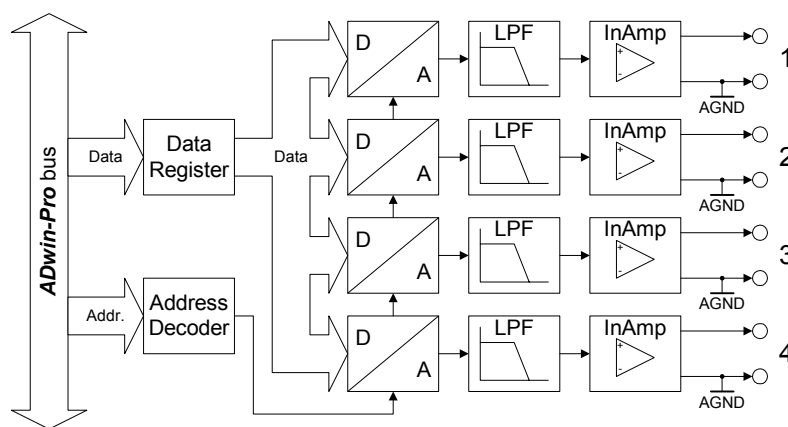 ADwin-Pro bus
Data
Data
Register
Data
Addr.
Address
Decoder
D
A
LPF
InAmp
+
-
AGND
1
D
A
LPF
InAmp
+
-
AGND
2
D
A
LPF
InAmp
+
-
AGND
3
D
A
LPF
InAmp
+
-
AGND
4